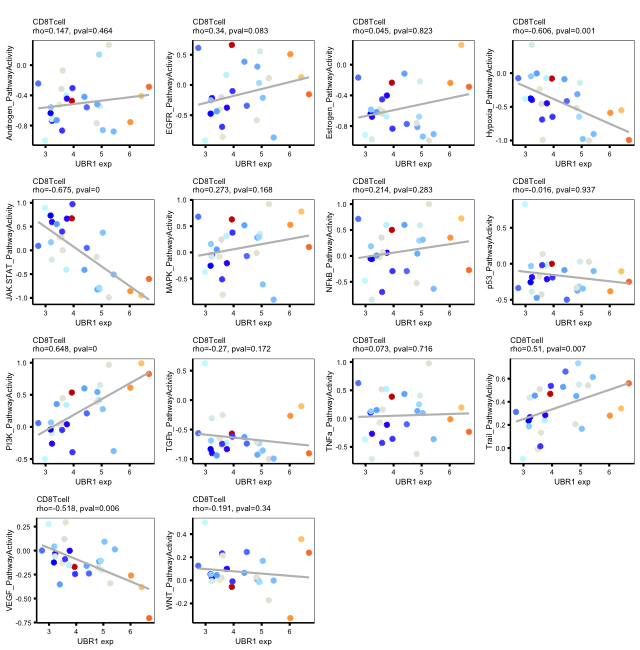 CD8Tcell
rho=0.147, pval=0.464
Androgen_PathwayActivity
0.0
-0.4
-0.8
3 4 5 6
UBR1 exp
CD8Tcell
rho=0.34, pval=0.083
EGFR_PathwayActivity
0.5
0.0
-0.5
3 4 5 6
UBR1 exp
CD8Tcell
rho=0.045, pval=0.823
Estrogen_PathwayActivity
0.0
-0.4
-0.8
3 4 5 6
UBR1 exp
CD8Tcell
rho=-0.606, pval=0.001
Hypoxia_PathwayActivity
0.0
-0.5
-1.0
3 4 5 6
UBR1 exp
CD8Tcell
rho=-0.675, pval=0
JAK.STAT_PathwayActivity
1.0
0.5
0.0
-0.5
-1.0
3 4 5 6
UBR1 exp
CD8Tcell
rho=0.273, pval=0.168
MAPK_PathwayActivity
1.0
0.5
0.0
-0.5
3 4 5 6
UBR1 exp
CD8Tcell
rho=0.214, pval=0.283
NFkB_PathwayActivity
1.0
0.5
0.0
-0.5
3 4 5 6
UBR1 exp
CD8Tcell
rho=-0.016, pval=0.937
p53_PathwayActivity
0.5
0.0
-0.5
3 4 5 6
UBR1 exp
CD8Tcell
rho=0.648, pval=0
PI3K_PathwayActivity
1.0
0.5
0.0
-0.5
3 4 5 6
UBR1 exp
CD8Tcell
rho=-0.27, pval=0.172
TGFb_PathwayActivity
0.5
0.0
-0.5
-1.0
3 4 5 6
UBR1 exp
CD8Tcell
rho=0.073, pval=0.716
TNFa_PathwayActivity
0.5
0.0
-0.5
3 4 5 6
UBR1 exp
CD8Tcell
rho=0.51, pval=0.007
Trail_PathwayActivity
0.6
0.4
0.2
0.0
3 4 5 6
UBR1 exp
CD8Tcell
rho=-0.518, pval=0.006
VEGF_PathwayActivity
0.25
0.00
-0.25
-0.50
-0.75
3 4 5 6
UBR1 exp
CD8Tcell
rho=-0.191, pval=0.34
WNT_PathwayActivity
0.4
0.2
0.0
-0.2
3 4 5 6
UBR1 exp